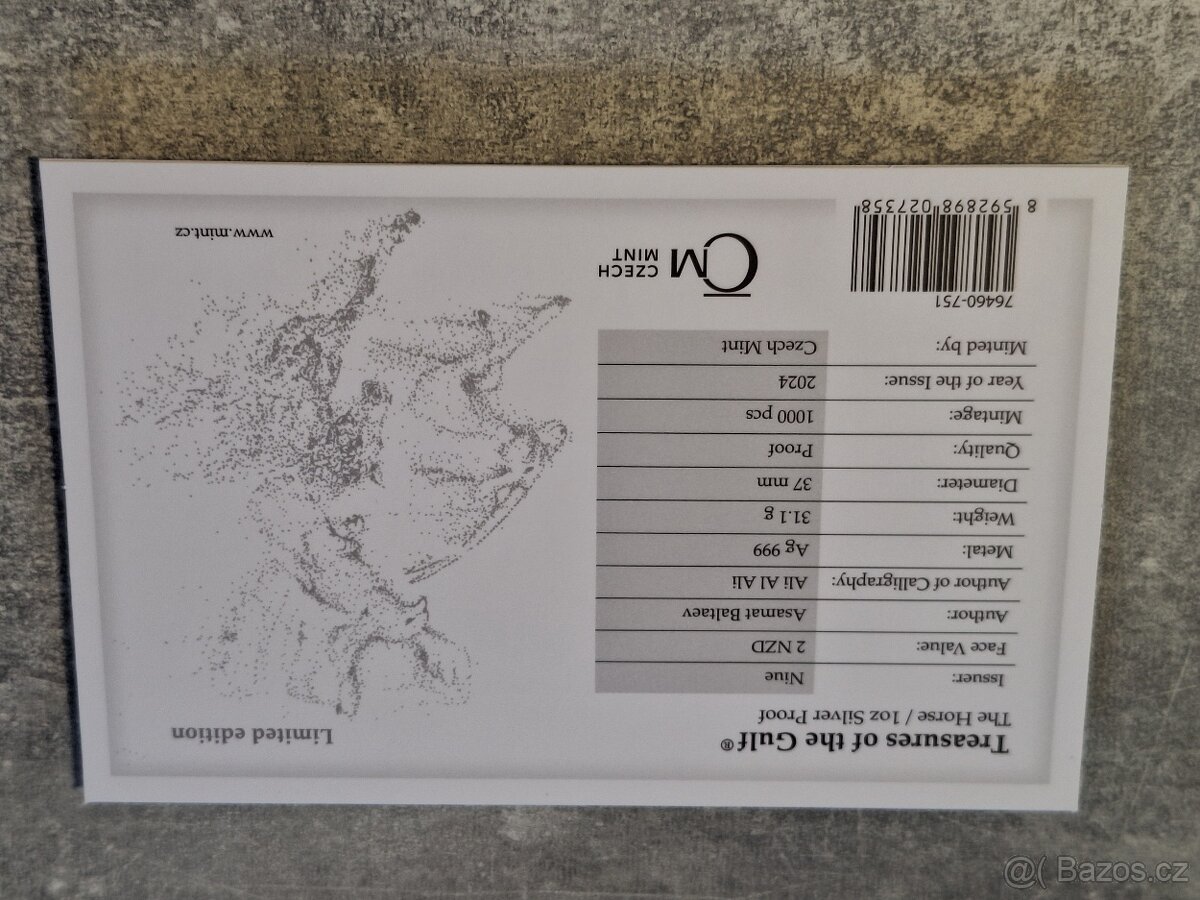 Treasures of the Gulf®
The Horse / 1oz Silver Proof
Limited edition
Issuer: Niue
Face Value: 2 NZD
Author: Asamat Baltaev
Author of Calligraphy: Ali Al Ali
Metal: Ag 999
Weight: 31.1 g
Diameter: 37 mm
Quality: Proof
Mintage: 1000 pcs
Year of the Issue: 2024
Minted by: Czech Mint
76460-751
8 592898 027358
CM CZECH
MINT
www.mint.cz
@( Bazos.cz